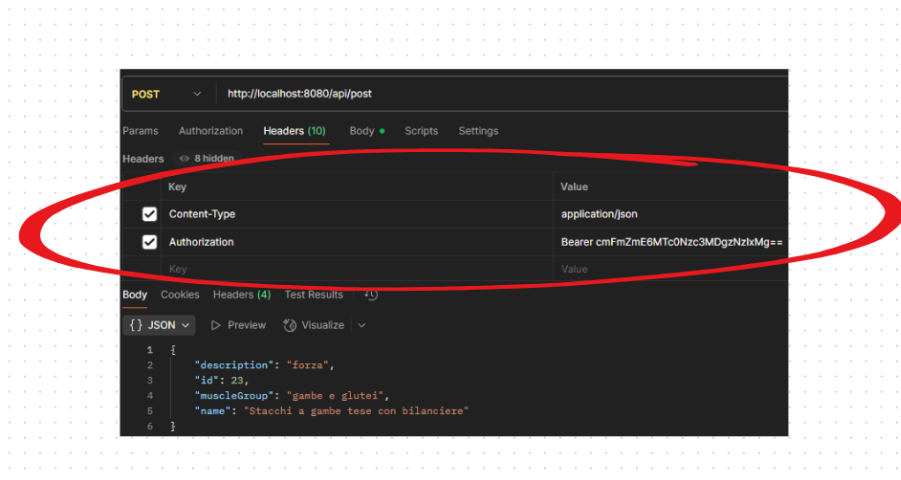 POST http://localhost:8080/api/post
Params Authorization Headers (10) Body Scripts Settings
Headers 8 hidden
Key Value
Content-Type application/json
Authorization Bearer cmFmZmE6MTc0Nzc3MDgzNzIxMg==
Key Value
Body Cookies Headers (4) Test Results
{} JSON Preview Visualize
1 {
2 "description": "forza",
3 "id": 23,
4 "muscleGroup": "gambe e glutei",
5 "name": "Stacchi a gambe tese con bilanciere"
6 }